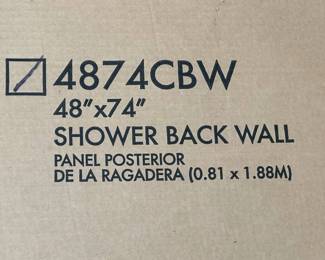 4874CBW
48"x74"
SHOWER BACK WALL
PANEL POSTERIOR
DE LA RAGADERA (0.81 x 1.88M)